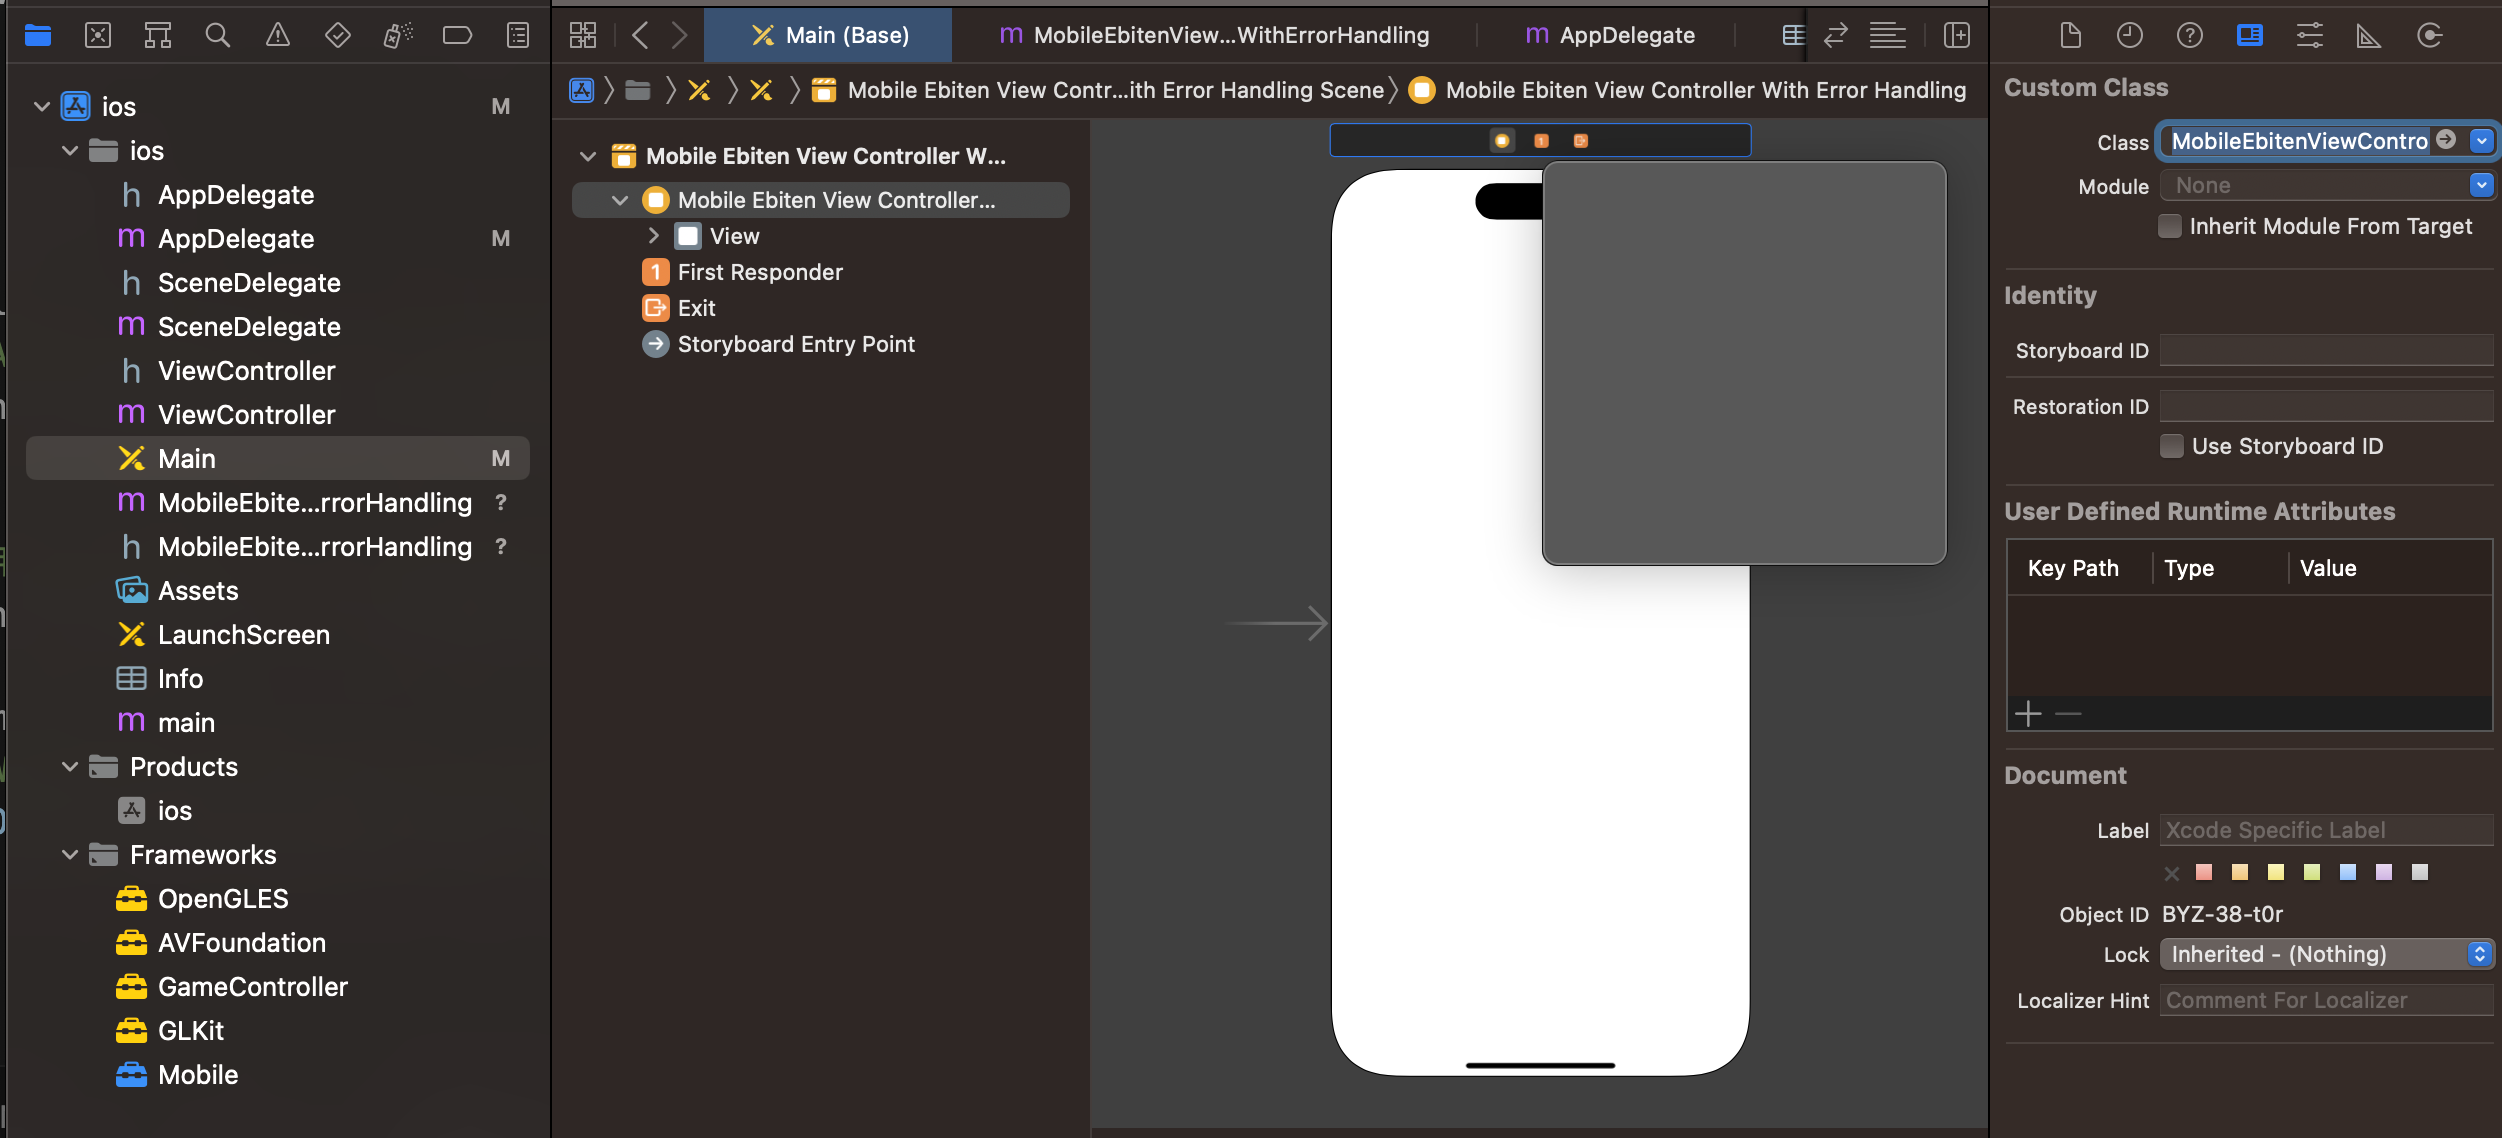 Main (Base)
MobileEbitenView...WithErrorHandling
AppDelegate
Mobile Ebiten View Contr...ith Error Handling Scene
Mobile Ebiten View Controller With Error Handling
ios
M
ios
AppDelegate
AppDelegate
M
SceneDelegate
SceneDelegate
ViewController
ViewController
Main
M
MobileEbite...rrorHandling
?
MobileEbite...rrorHandling
?
Assets
LaunchScreen
Info
main
Products
ios
Frameworks
OpenGLES
AVFoundation
GameController
GLKit
Mobile
Mobile Ebiten View Controller W...
Mobile Ebiten View Controller...
View
First Responder
Exit
Storyboard Entry Point
Custom Class
Class MobileEbitenViewContro
Module None
Inherit Module From Target
Identity
Storyboard ID
Restoration ID
Use Storyboard ID
User Defined Runtime Attributes
Key Path Type Value
Document
Label Xcode Specific Label
Object ID BYZ-38-t0r
Lock Inherited - (Nothing)
Localizer Hint Comment For Localizer